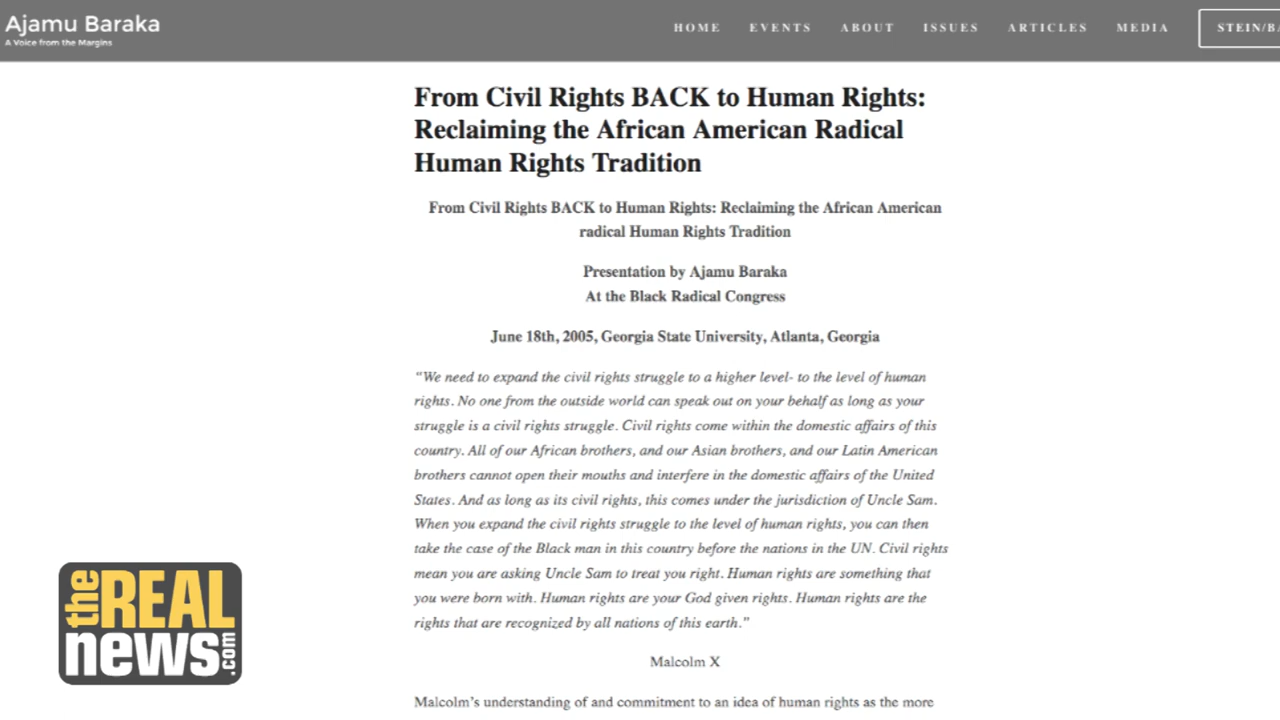 Ajamu Baraka
A Voice from the Margins
HOME EVENTS ABOUT ISSUES ARTICLES MEDIA STEIN/BA
From Civil Rights BACK to Human Rights:
Reclaiming the African American Radical
Human Rights Tradition
From Civil Rights BACK to Human Rights: Reclaiming the African American
radical Human Rights Tradition
Presentation by Ajamu Baraka
At the Black Radical Congress
June 18th, 2005, Georgia State University, Atlanta, Georgia
“We need to expand the civil rights struggle to a higher level- to the level of human
rights. No one from the outside world can speak out on your behalf as long as your
struggle is a civil rights struggle. Civil rights come within the domestic affairs of this
country. All of our African brothers, and our Asian brothers, and our Latin American
brothers cannot open their mouths and interfere in the domestic affairs of the United
States. And as long as its civil rights, this comes under the jurisdiction of Uncle Sam.
When you expand the civil rights struggle to the level of human rights, you can then
take the case of the Black man in this country before the nations in the UN. Civil rights
mean you are asking Uncle Sam to treat you right. Human rights are something that
you were born with. Human rights are your God given rights. Human rights are the
rights that are recognized by all nations of this earth.”
Malcolm X
Malcolm’s understanding of and commitment to an idea of human rights as the more
the REAL
news.com